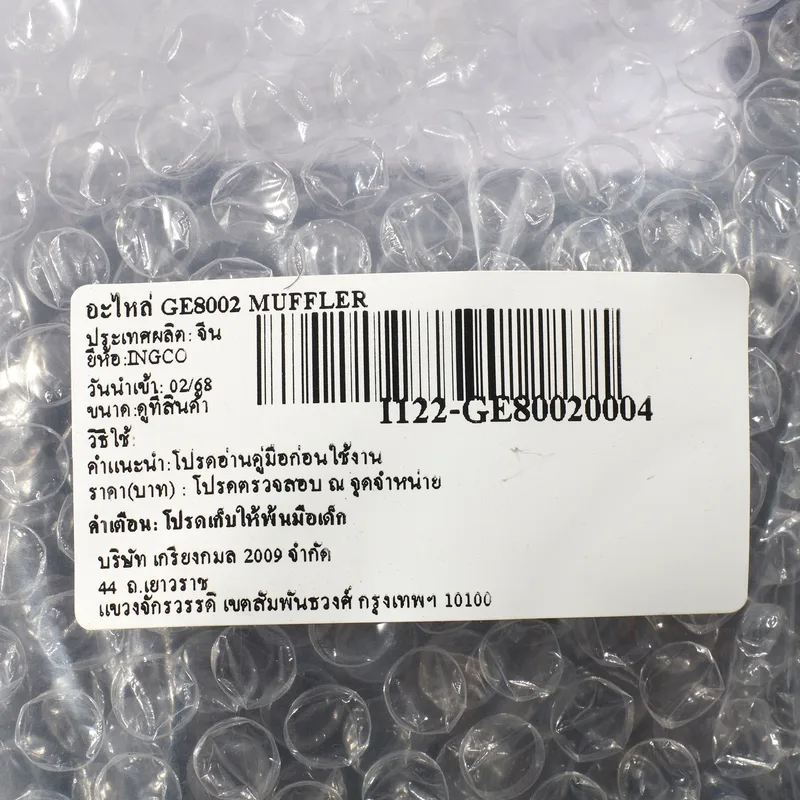 อะไหล่ GE8002 MUFFLER
ประเทศผลิต: จีน
ยี่ห้อ:INGCO
วันนำเข้า: 02/68
ขนาด:ดูที่สินค้า
I122-GE80020004
วิธีใช้:
คำแนะนำ:โปรดอ่านคู่มือก่อนใช้งาน
ราคา(บาท) : โปรดตรวจสอบ ณ จุดจำหน่าย
คำเตือน: โปรดเก็บให้พ้นมือเด็ก
บริษัท เกรียงกมล 2009 จำกัด
44 ถ.เยาวราช
แขวงจักรวรรดิ เขตสัมพันธวงศ์ กรุงเทพฯ 10100